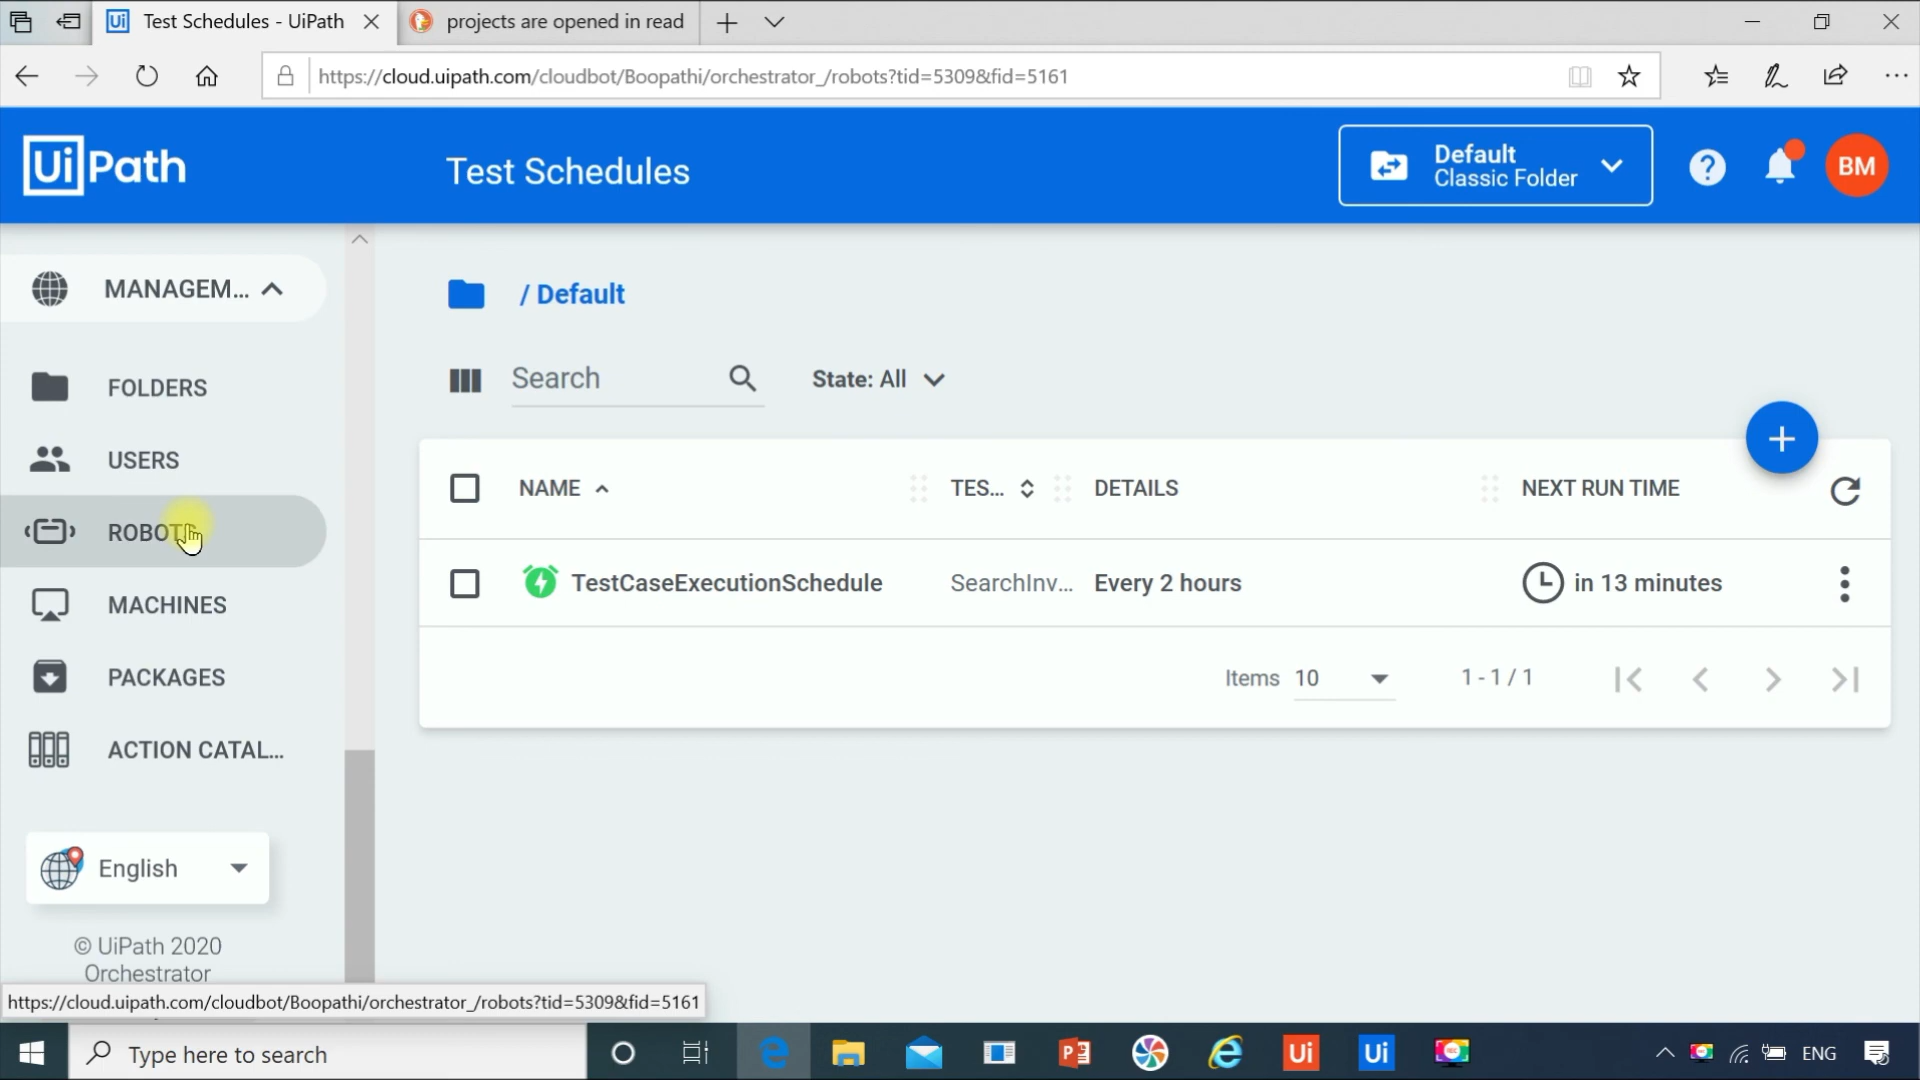 Test Schedules - UiPath
projects are opened in read
https://cloud.uipath.com/cloudbot/Boopathi/orchestrator_/robots?tid=5309&fid=5161
Ui Path
Test Schedules
Default
Classic Folder
BM
MANAGEM...
/ Default
FOLDERS
Search
State: All
USERS
NAME
TES...
DETAILS
NEXT RUN TIME
TestCaseExecutionSchedule
SearchInv...
Every 2 hours
in 13 minutes
MACHINES
PACKAGES
Items 10
1 - 1 / 1
ACTION CATAL...
English
© UiPath 2020
Orchestrator
https://cloud.uipath.com/cloudbot/Boopathi/orchestrator_/robots?tid=5309&fid=5161
Type here to search
Ui
Ui
ENG